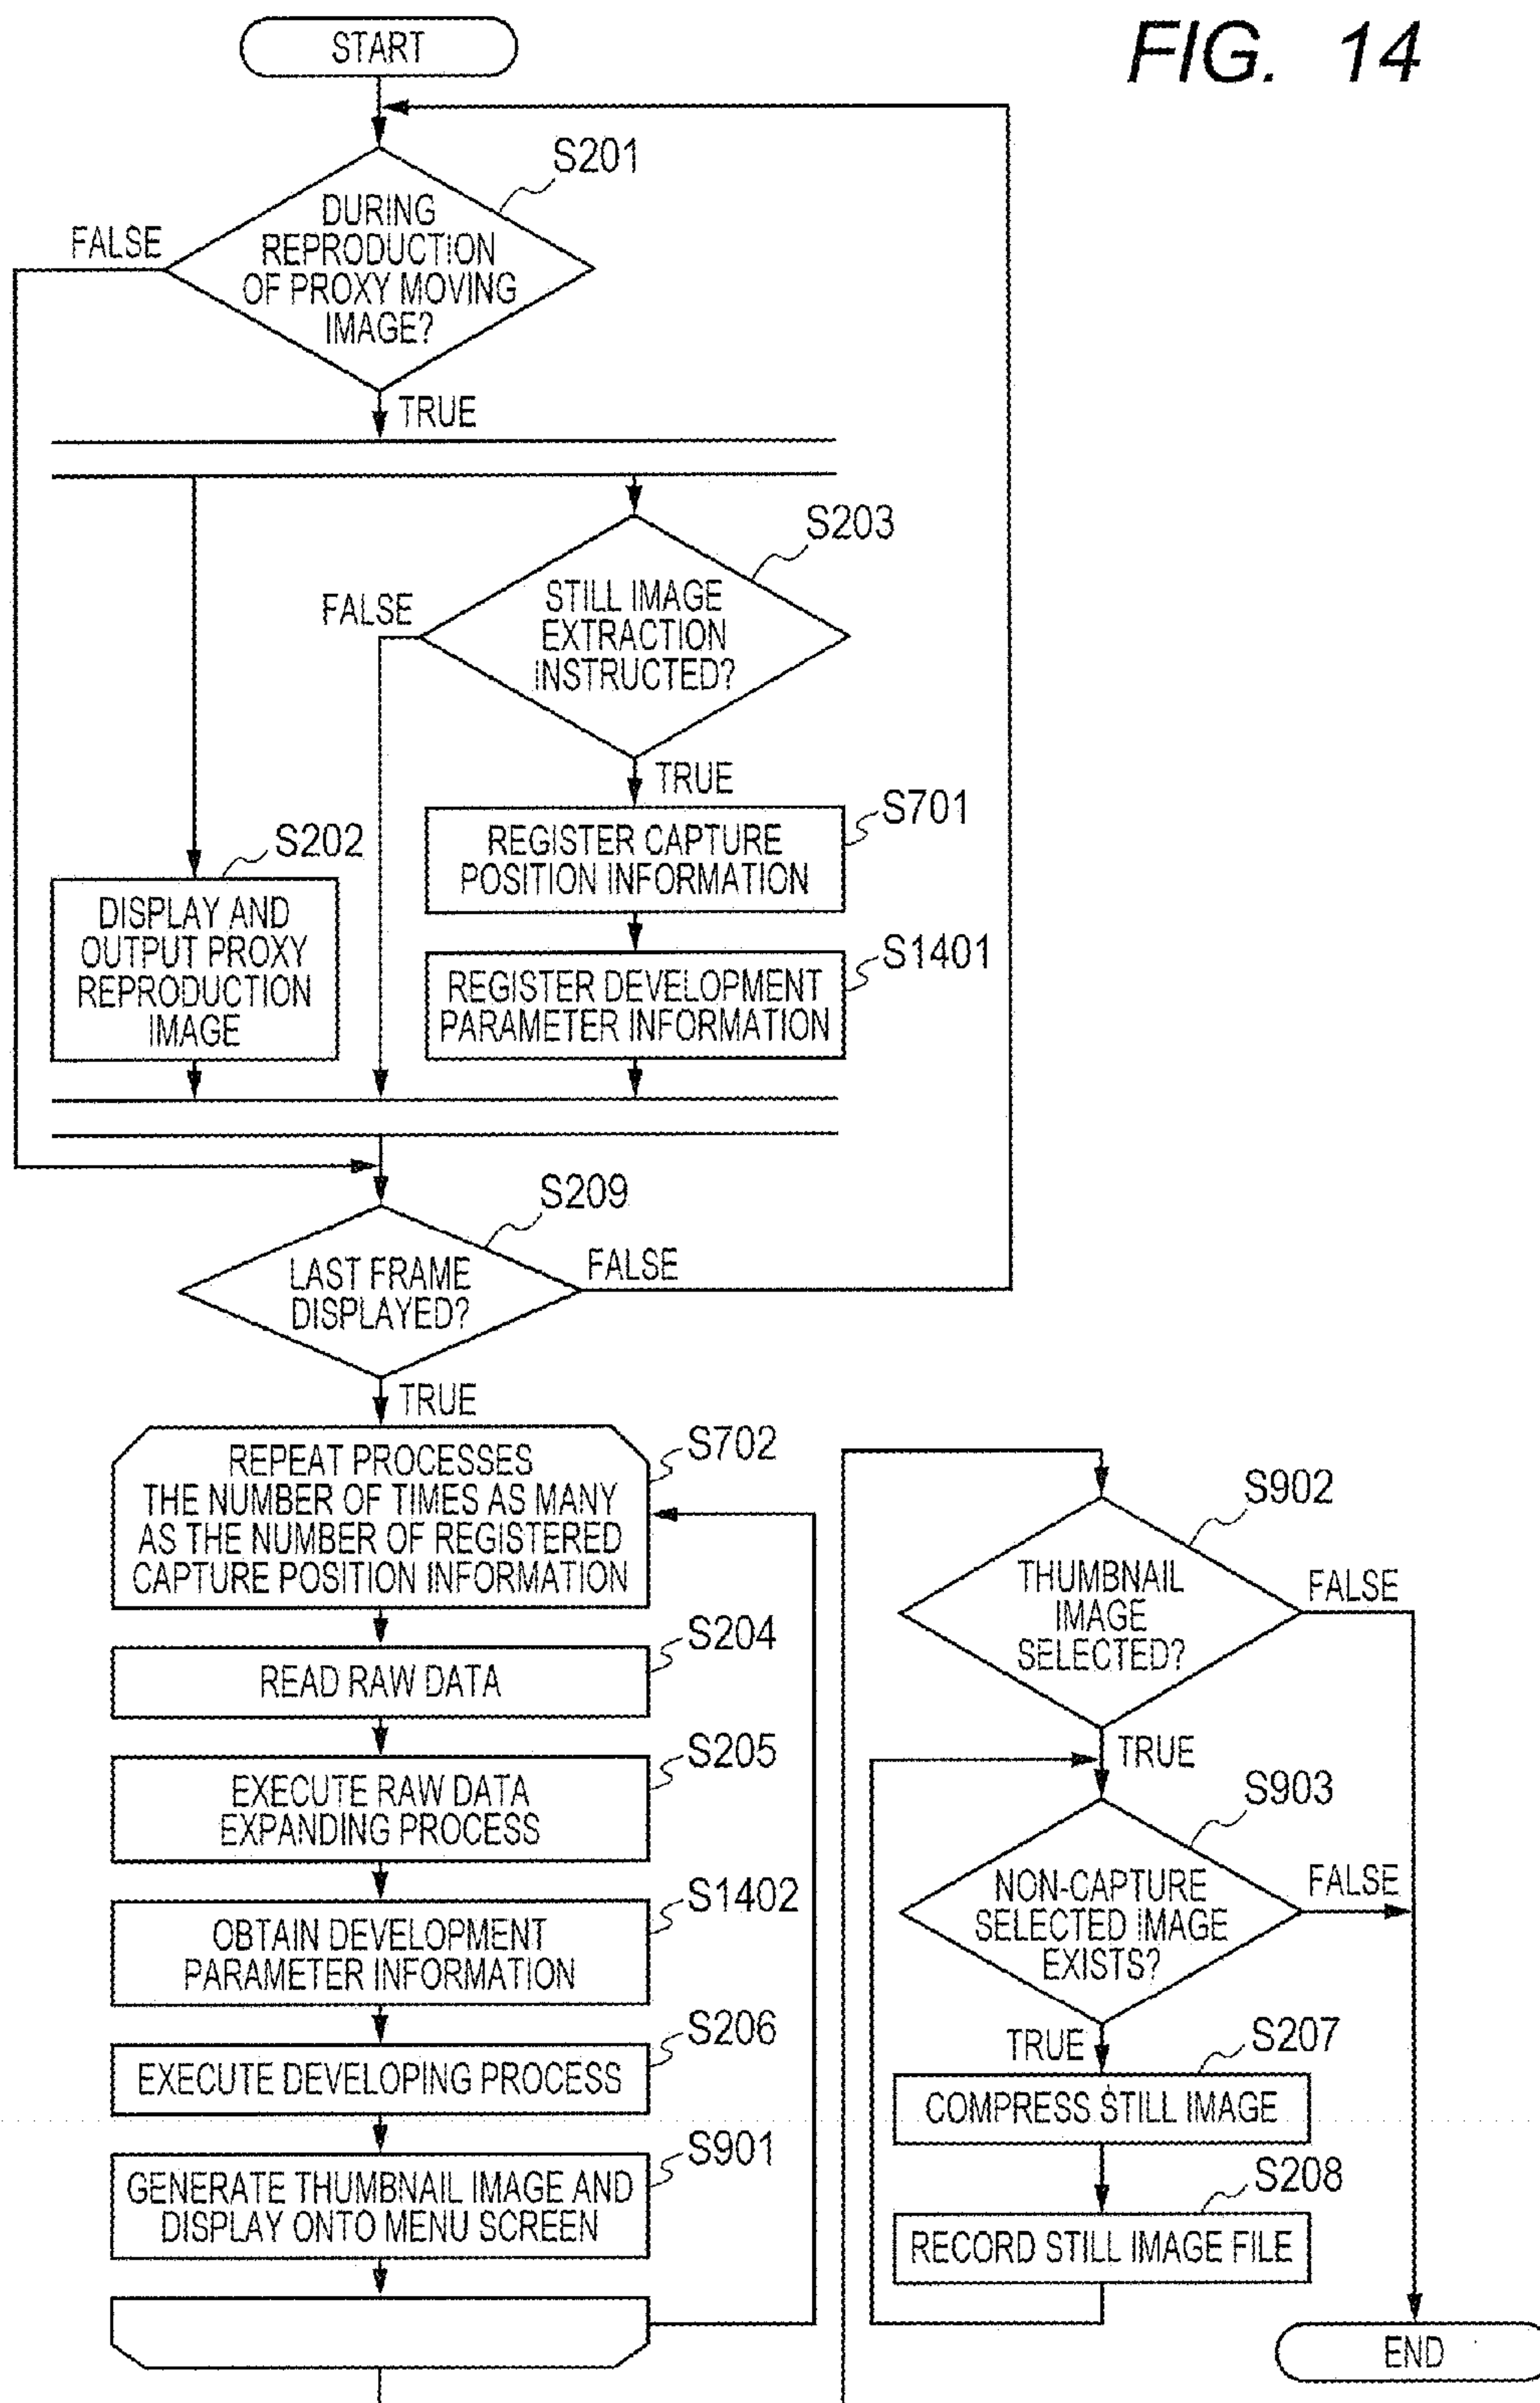 FIG. 14
START
S201
DURING
REPRODUCTION
OF PROXY MOVING
IMAGE?
FALSE
TRUE
S203
STILL IMAGE
EXTRACTION
INSTRUCTED?
FALSE
TRUE
S701
REGISTER CAPTURE
POSITION INFORMATION
S202
DISPLAY AND
OUTPUT PROXY
REPRODUCTION
IMAGE
S1401
REGISTER DEVELOPMENT
PARAMETER INFORMATION
S209
LAST FRAME
DISPLAYED?
FALSE
TRUE
S702
REPEAT PROCESSES
THE NUMBER OF TIMES AS MANY
AS THE NUMBER OF REGISTERED
CAPTURE POSITION INFORMATION
S204
READ RAW DATA
S205
EXECUTE RAW DATA
EXPANDING PROCESS
S1402
OBTAIN DEVELOPMENT
PARAMETER INFORMATION
S206
EXECUTE DEVELOPING PROCESS
S901
GENERATE THUMBNAIL IMAGE AND
DISPLAY ONTO MENU SCREEN
S902
THUMBNAIL
IMAGE
SELECTED?
FALSE
TRUE
S903
NON-CAPTURE
SELECTED IMAGE
EXISTS?
FALSE
TRUE
S207
COMPRESS STILL IMAGE
S208
RECORD STILL IMAGE FILE
END